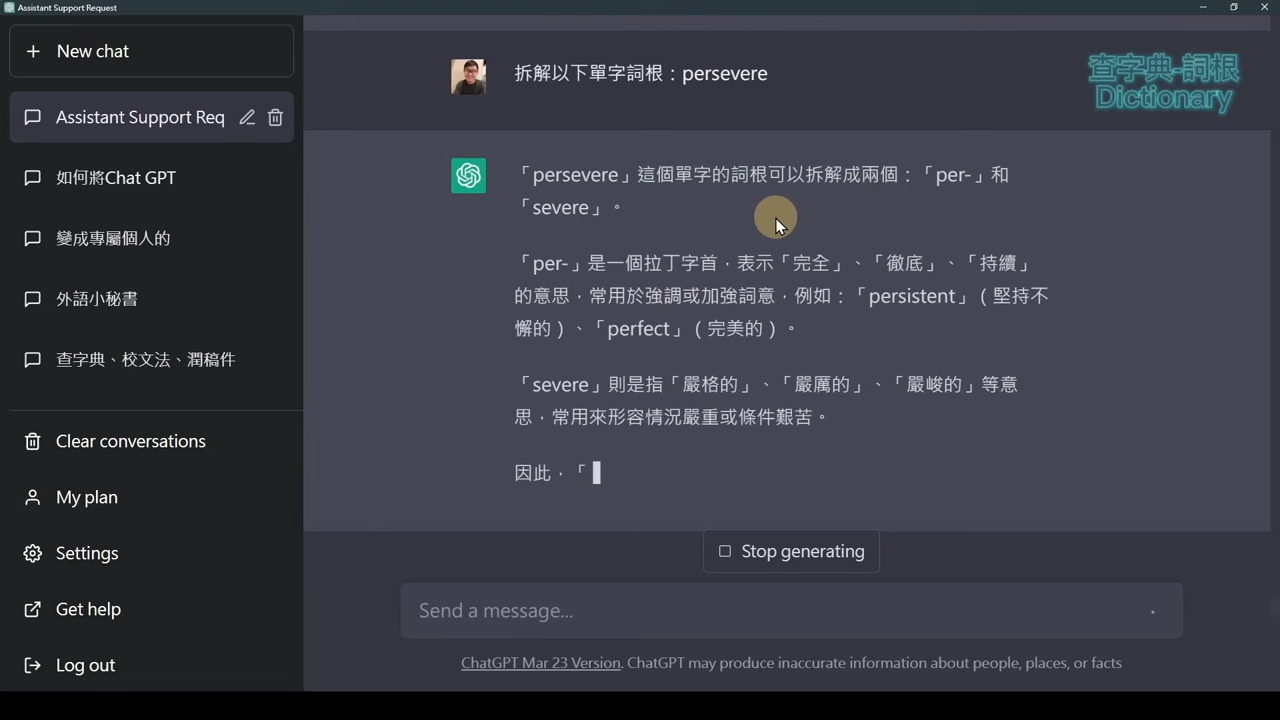 Assistant Support Request
New chat
Assistant Support Req
如何將Chat GPT
變成專屬個人的
外語小秘書
查字典、校文法、潤稿件
Clear conversations
My plan
Settings
Get help
Log out
拆解以下單字詞根：persevere
查字典-詞根
Dictionary
「persevere」這個單字的詞根可以拆解成兩個：「per-」和
「severe」。
「per-」是一個拉丁字首，表示「完全」、「徹底」、「持續」
的意思，常用於強調或加強詞意，例如：「persistent」（堅持不
懈的）、「perfect」（完美的）。
「severe」則是指「嚴格的」、「嚴厲的」、「嚴峻的」等意
思，常用來形容情況嚴重或條件艱苦。
因此，「
Stop generating
Send a message...
ChatGPT Mar 23 Version. ChatGPT may produce inaccurate information about people, places, or facts